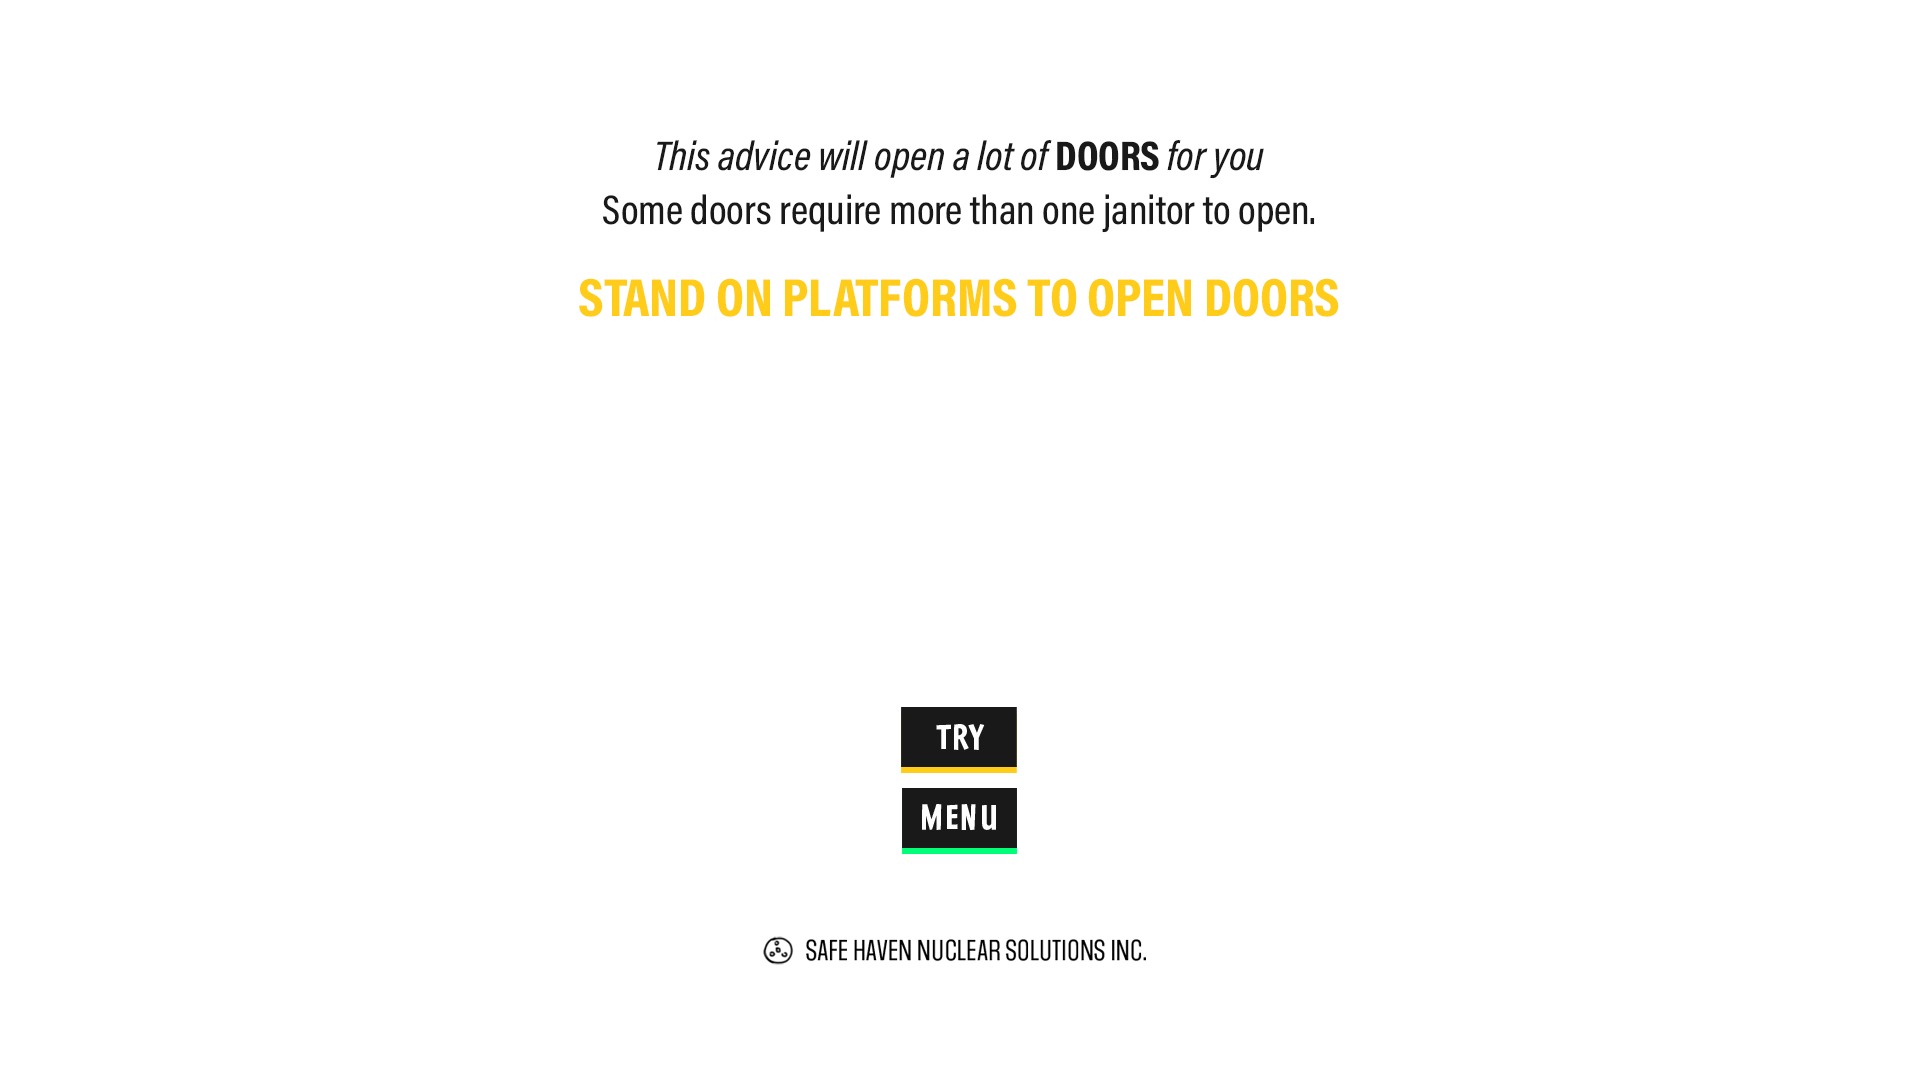 This advice will open a lot of DOORS for you
Some doors require more than one janitor to open.
STAND ON PLATFORMS TO OPEN DOORS
TRY
MENU
SAFE HAVEN NUCLEAR SOLUTIONS INC.